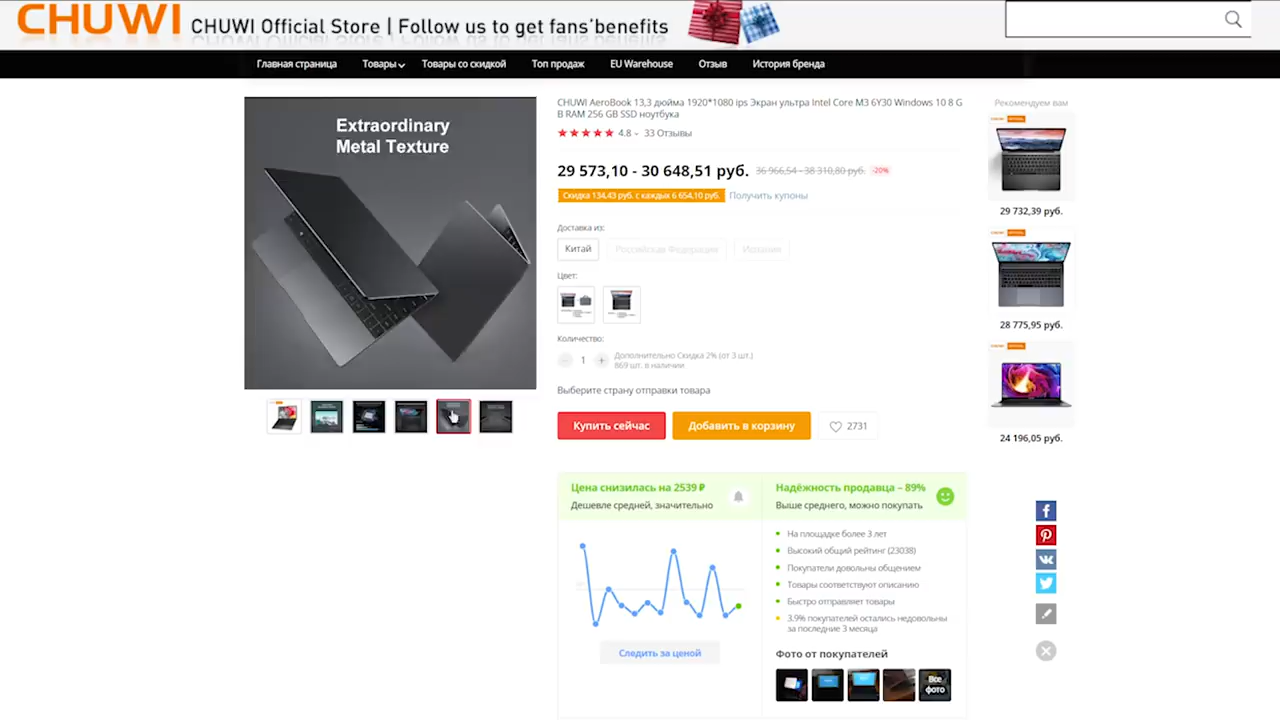 CHUWI
CHUWI Official Store | Follow us to get fans'benefits
Главная страница Товары Товары со скидкой Топ продаж EU Warehouse Отзыв История бренда
Extraordinary
Metal Texture
CHUWI AeroBook 13,3 дюйма 1920*1080 ips Экран ультра Intel Core M3 6Y30 Windows 10 8 G
B RAM 256 GB SSD ноутбука
4.8 33 Отзывы
29 573,10 - 30 648,51 руб. 36 966,54 - 38 310,80 руб. -20%
Скидка 134,43 руб. с каждых 6 654,10 руб. Получить купоны
Доставка из:
Китай Российская Федерация Испания
Цвет:
Количество:
1
Дополнительно Скидка 2% (от 3 шт.)
869 шт. в наличии
Выберите страну отправки товара
Купить сейчас Добавить в корзину 2731
Цена снизилась на 2539 ₽
Дешевле средней, значительно
Следить за ценой
Надёжность продавца – 89%
Выше среднего, можно покупать
На площадке более 3 лет
Высокий общий рейтинг (23038)
Покупатели довольны общением
Товары соответствуют описанию
Быстро отправляет товары
3.9% покупателей остались недовольны
за последние 3 месяца
Фото от покупателей
Все
фото
Рекомендуем вам
29 732,39 руб.
28 775,95 руб.
24 196,05 руб.